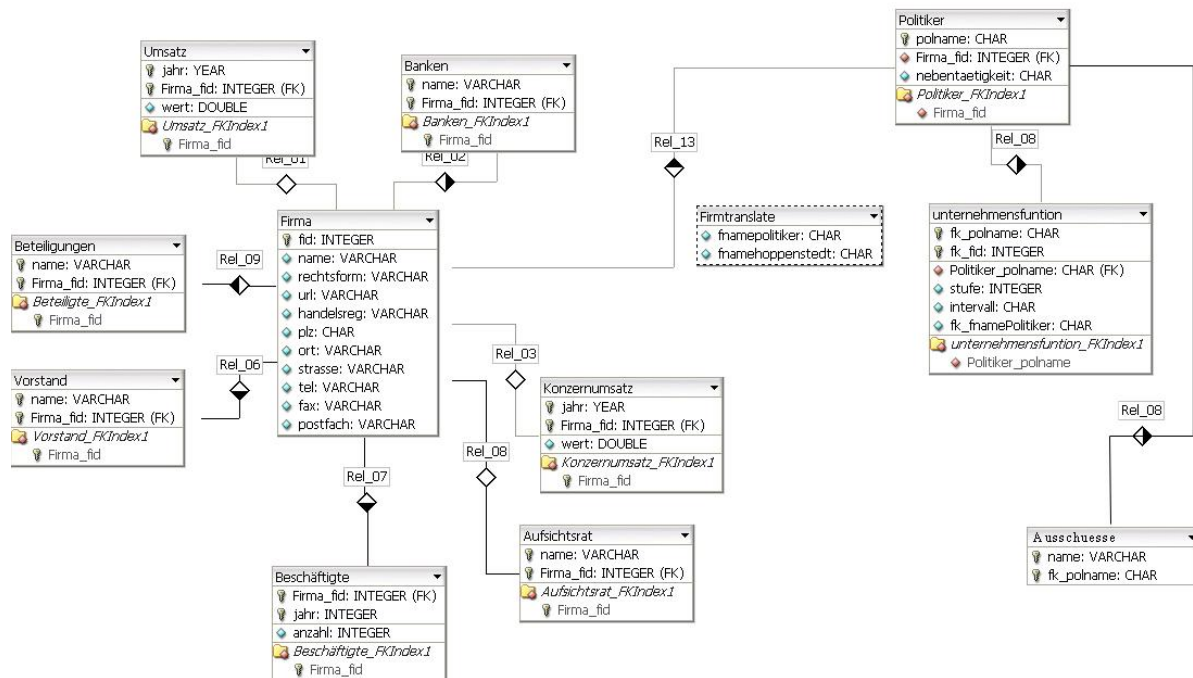 Umsatz
jahr: YEAR
Firma_fid: INTEGER (FK)
wert: DOUBLE
Umsatz_FKIndex1
Firma_fid
Rel_01
Banken
name: VARCHAR
Firma_fid: INTEGER (FK)
Banken_FKIndex1
Firma_fid
Rel_02
Politiker
polname: CHAR
Firma_fid: INTEGER (FK)
nebentaetigkeit: CHAR
Politiker_FKIndex1
Firma_fid
Rel_13
Rel_08
Firma
fid: INTEGER
name: VARCHAR
rechtsform: VARCHAR
url: VARCHAR
handelsreg: VARCHAR
plz: CHAR
ort: VARCHAR
strasse: VARCHAR
tel: VARCHAR
fax: VARCHAR
postfach: VARCHAR
Firmtranslate
fnamepolitiker: CHAR
fnamehoppenstedt: CHAR
unternehmensfuntion
fk_polname: CHAR
fk_fid: INTEGER
Politiker_polname: CHAR (FK)
stufe: INTEGER
intervall: CHAR
fk_fnamePolitiker: CHAR
unternehmensfuntion_FKIndex1
Politiker_polname
Beteiligungen
name: VARCHAR
Firma_fid: INTEGER (FK)
Beteiligte_FKIndex1
Firma_fid
Rel_09
Rel_06
Vorstand
name: VARCHAR
Firma_fid: INTEGER (FK)
Vorstand_FKIndex1
Firma_fid
Rel_03
Konzernumsatz
jahr: YEAR
Firma_fid: INTEGER (FK)
wert: DOUBLE
Konzernumsatz_FKIndex1
Firma_fid
Rel_08
Rel_07
Rel_08
Aufsichtsrat
name: VARCHAR
Firma_fid: INTEGER (FK)
Aufsichtsrat_FKIndex1
Firma_fid
Ausschuesse
name: VARCHAR
fk_polname: CHAR
Beschäftigte
Firma_fid: INTEGER (FK)
jahr: INTEGER
anzahl: INTEGER
Beschäftigte_FKIndex1
Firma_fid